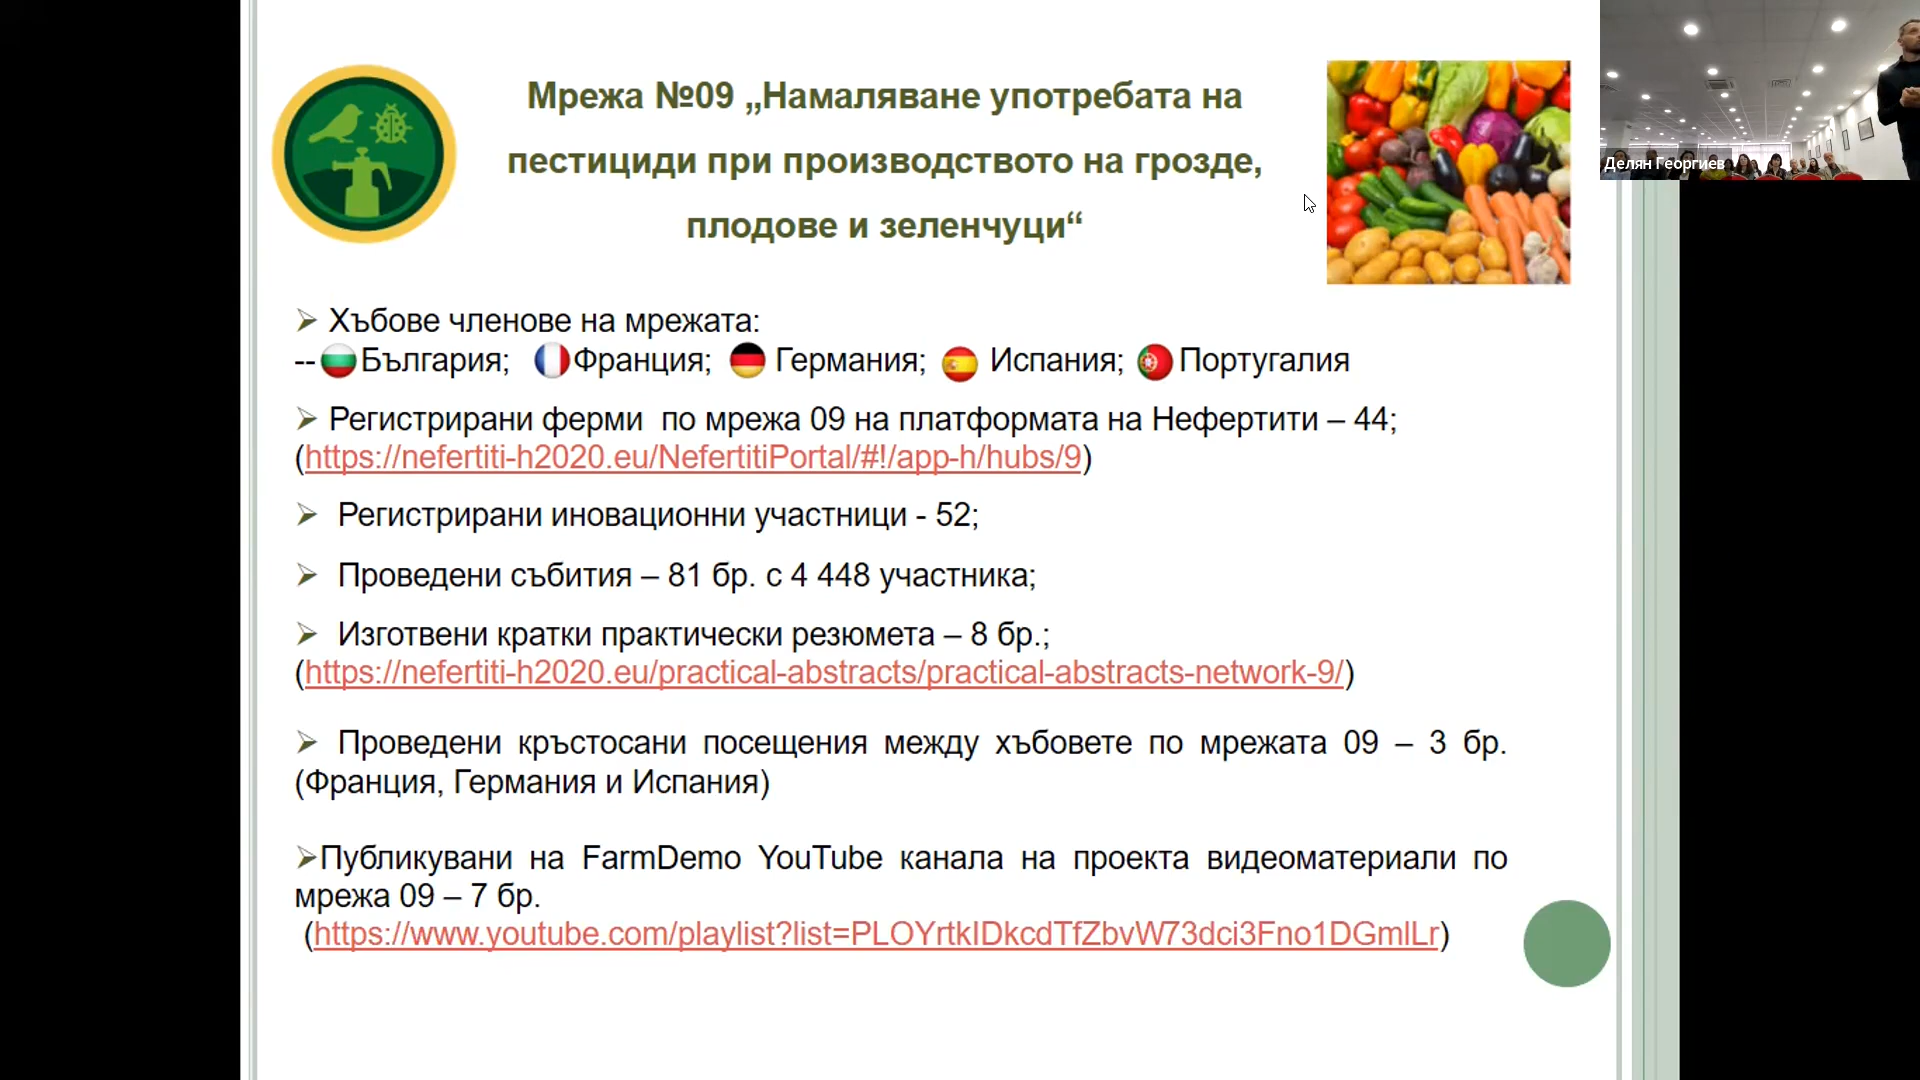 Мрежа №09 „Намаляване употребата на
пестициди при производството на грозде,
плодове и зеленчуци“
Делян Георгиев
➢ Хъбове членове на мрежата:
--България; Франция; Германия; Испания; Португалия
➢ Регистрирани ферми по мрежа 09 на платформата на Нефертити – 44;
(https://nefertiti-h2020.eu/NefertitiPortal/#!/app-h/hubs/9)
➢ Регистрирани иновационни участници - 52;
➢ Проведени събития – 81 бр. с 4 448 участника;
➢ Изготвени кратки практически резюмета – 8 бр.;
(https://nefertiti-h2020.eu/practical-abstracts/practical-abstracts-network-9/)
➢ Проведени кръстосани посещения между хъбовете по мрежата 09 – 3 бр.
(Франция, Германия и Испания)
➢Публикувани на FarmDemo YouTube канала на проекта видеоматериали по
мрежа 09 – 7 бр.
(https://www.youtube.com/playlist?list=PLOYrtkIDkcdTfZbvW73dci3Fno1DGmlLr)